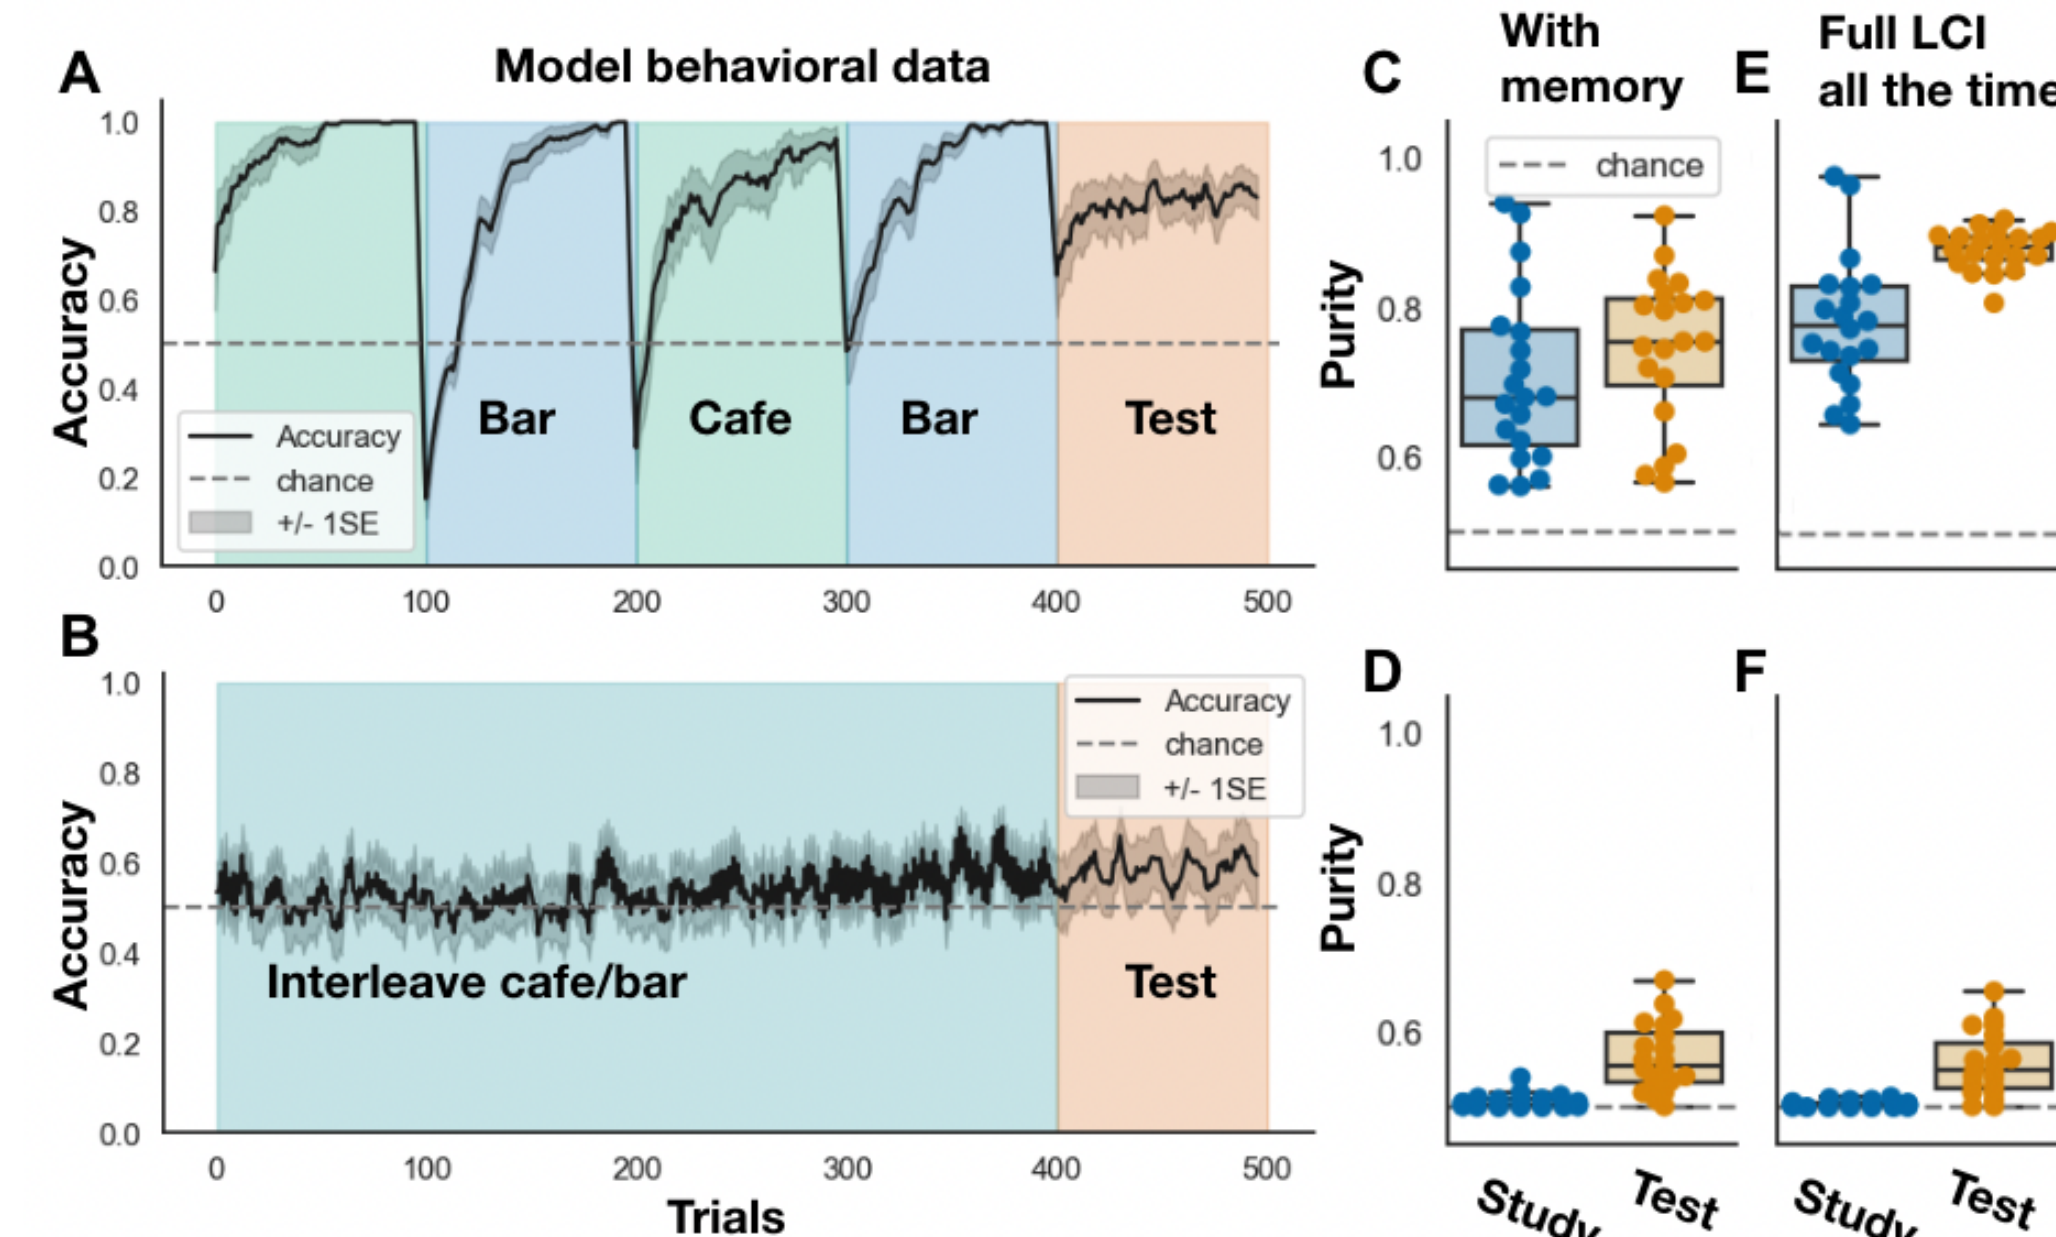 A
Model behavioral data
1.0
0.8
0.6
0.4
0.2
0.0
Accuracy
Bar
Cafe
Bar
Test
Accuracy
chance
+/- 1SE
0 100 200 300 400 500
B
1.0
0.8
0.6
0.4
0.2
0.0
Accuracy
Interleave cafe/bar
Test
Accuracy
chance
+/- 1SE
0 100 200 300 400 500
Trials
C
With
memory
chance
1.0
0.8
0.6
Purity
E
Full LCI
all the time
D
1.0
0.8
0.6
Purity
Study
Test
F
Study
Test